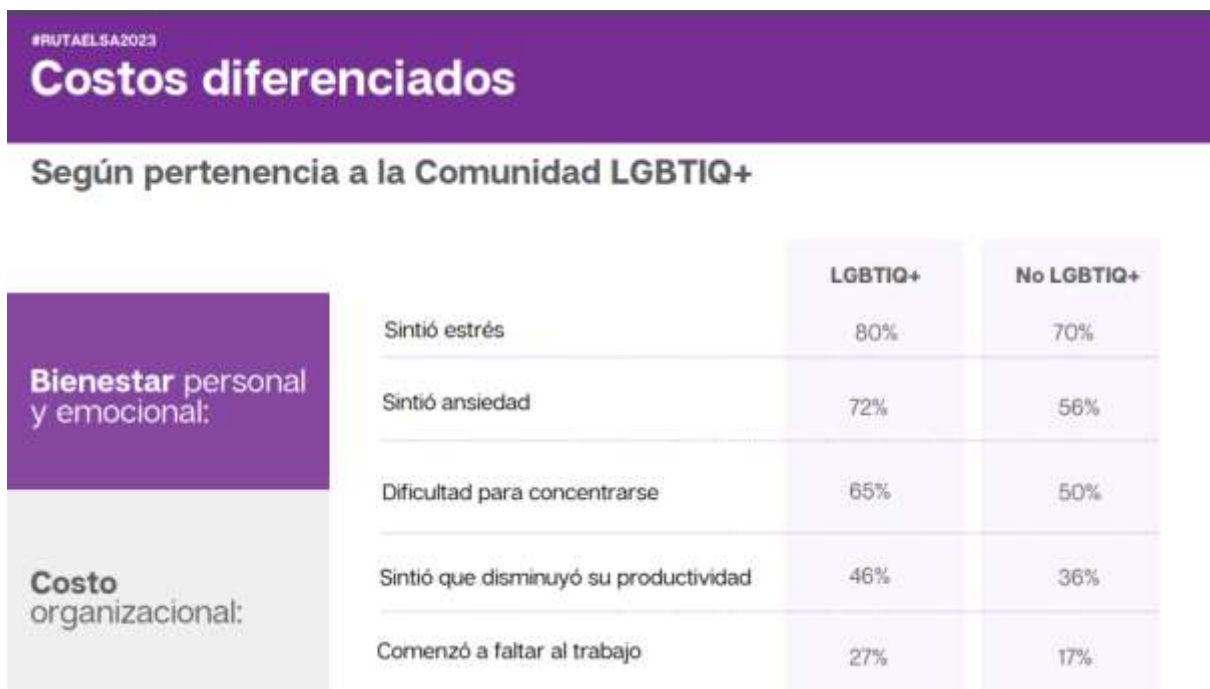 #RUTAELSA2023
Costos diferenciados
Según pertenencia a la Comunidad LGBTIQ+
LGBTIQ+ No LGBTIQ+
Bienestar personal
y emocional:
Sintió estrés 80% 70%
Sintió ansiedad 72% 56%
Dificultad para concentrarse 65% 50%
Costo
organizacional:
Sintió que disminuyó su productividad 46% 36%
Comenzó a faltar al trabajo 27% 17%